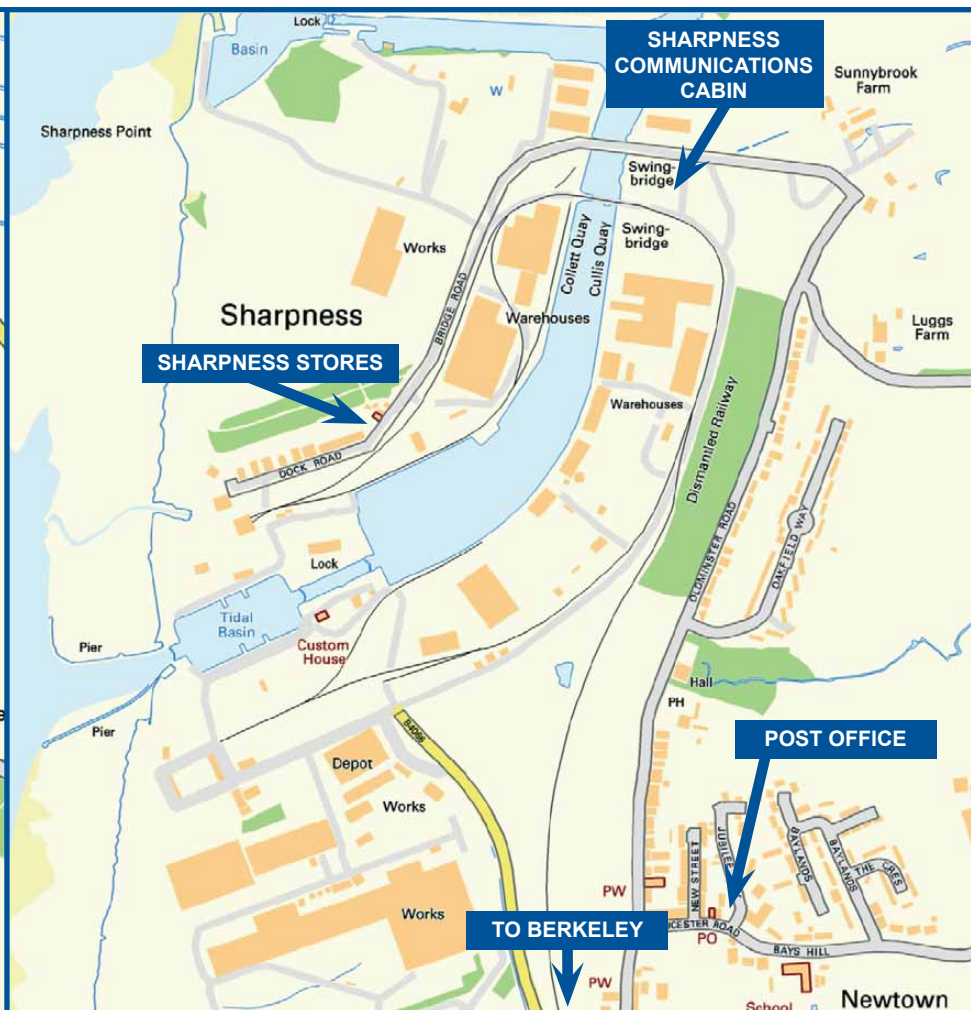 Lock
Basin
SHARPNESS
COMMUNICATIONS
CABIN
Sunnybrook
Farm
W
Sharpness Point
Swing-
bridge
Swing-
bridge
Works
Collett Quay
Cullis Quay
Sharpness
BRIDGE ROAD
Warehouses
Luggs
Farm
SHARPNESS STORES
Warehouses
Dismantled Railway
DOCK ROAD
OLDMINSTER ROAD
OAKFIELD WAY
Lock
Tidal
Basin
Custom
House
Pier
Hall
PH
Pier
B4066
POST OFFICE
Depot
Works
NEW STREET
JUBILEE
BAYLANDS
BAYLANDS
THE CRES
PW
Works
TO BERKELEY
CESTER ROAD
PO
BAYS HILL
PW
School
Newtown